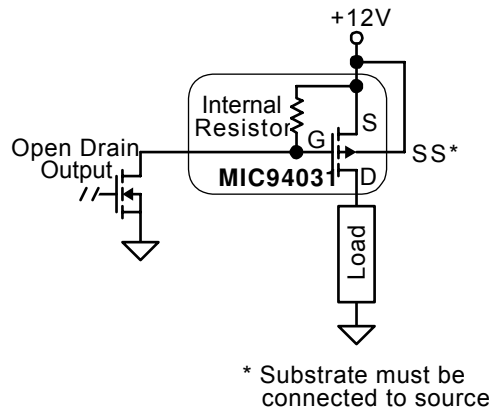 +12V
Internal
Resistor
S
G
Open Drain
Output
SS*
MIC94031
D
Load
* Substrate must be
connected to source